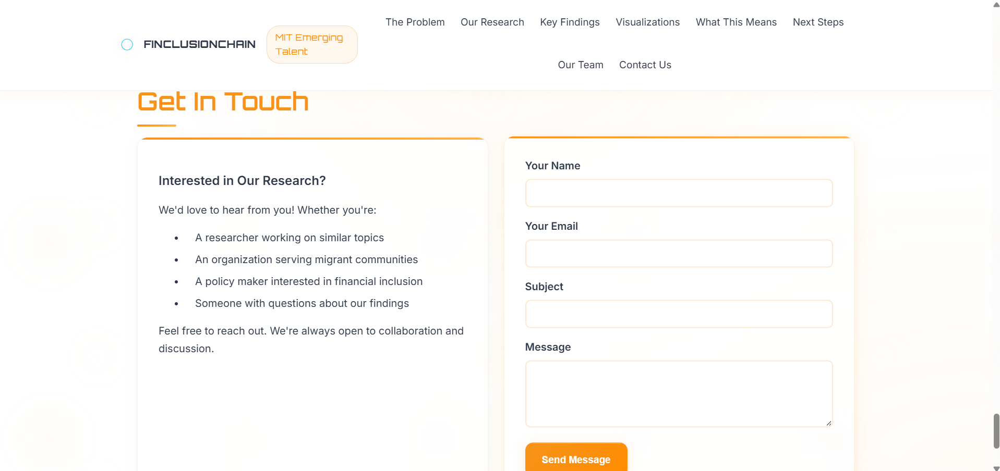 FINCLUSIONCHAIN
MIT Emerging
Talent
The Problem
Our Research
Key Findings
Visualizations
What This Means
Next Steps
Our Team
Contact Us
Get In Touch
Interested in Our Research?
We'd love to hear from you! Whether you're:
• A researcher working on similar topics
• An organization serving migrant communities
• A policy maker interested in financial inclusion
• Someone with questions about our findings
Feel free to reach out. We're always open to collaboration and
discussion.
Your Name
Your Email
Subject
Message
Send Message